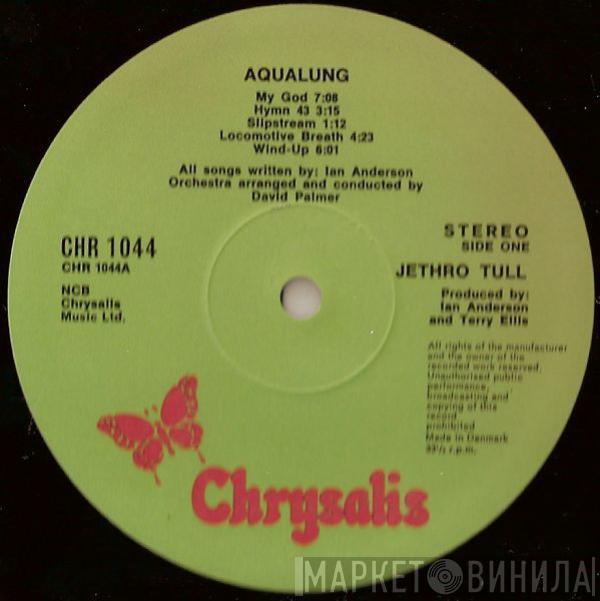 AQUALUNG
My God 7:08
Hymn 43 3:15
Slipstream 1:12
Locomotive Breath 4:23
Wind-Up 6:01
All songs written by: Ian Anderson
Orchestra arranged and conducted by
David Palmer
CHR 1044
CHR 1044A
NCB
Chrysalis
Music Ltd.
STEREO
SIDE ONE
JETHRO TULL
Produced by:
Ian Anderson
and Terry Ellis
All rights of the manufacturer
and the owner of the
recorded work reserved.
Unauthorised public
performance,
broadcasting and
copying of this
record
prohibited
Made in Denmark
33⅓ r.p.m.
Chrysalis
МАРКЕТ ВИНИЛА